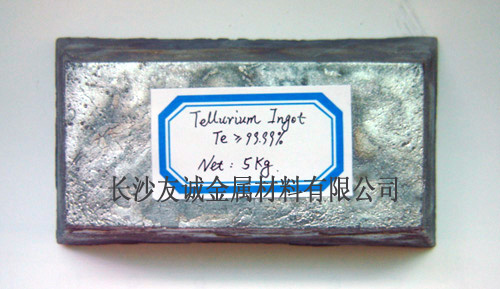 Tellurium Ingot
Te ≥ 99.99%
Net: 5Kg
长沙友诚金属材料有限公司